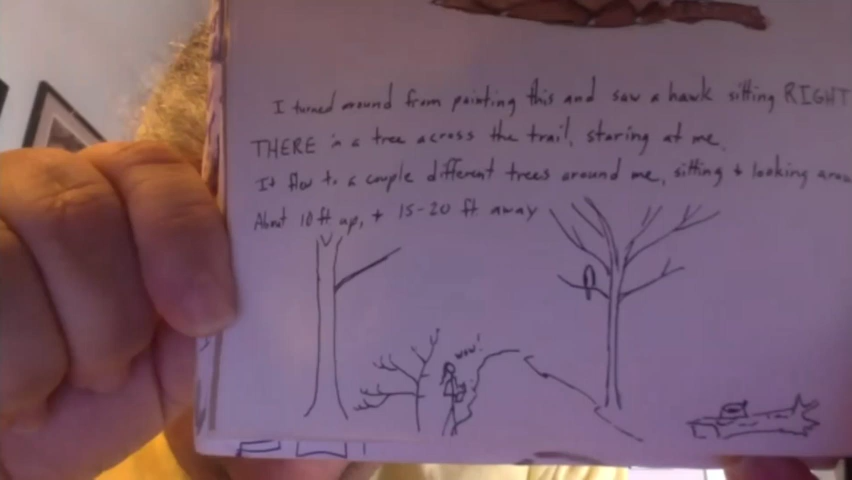 I turned around from painting this and saw a hawk sitting RIGHT
THERE in a tree across the trail, staring at me.
It flew to a couple different trees around me, sitting + looking
About 10 ft up, + 15-20 ft away
wow!